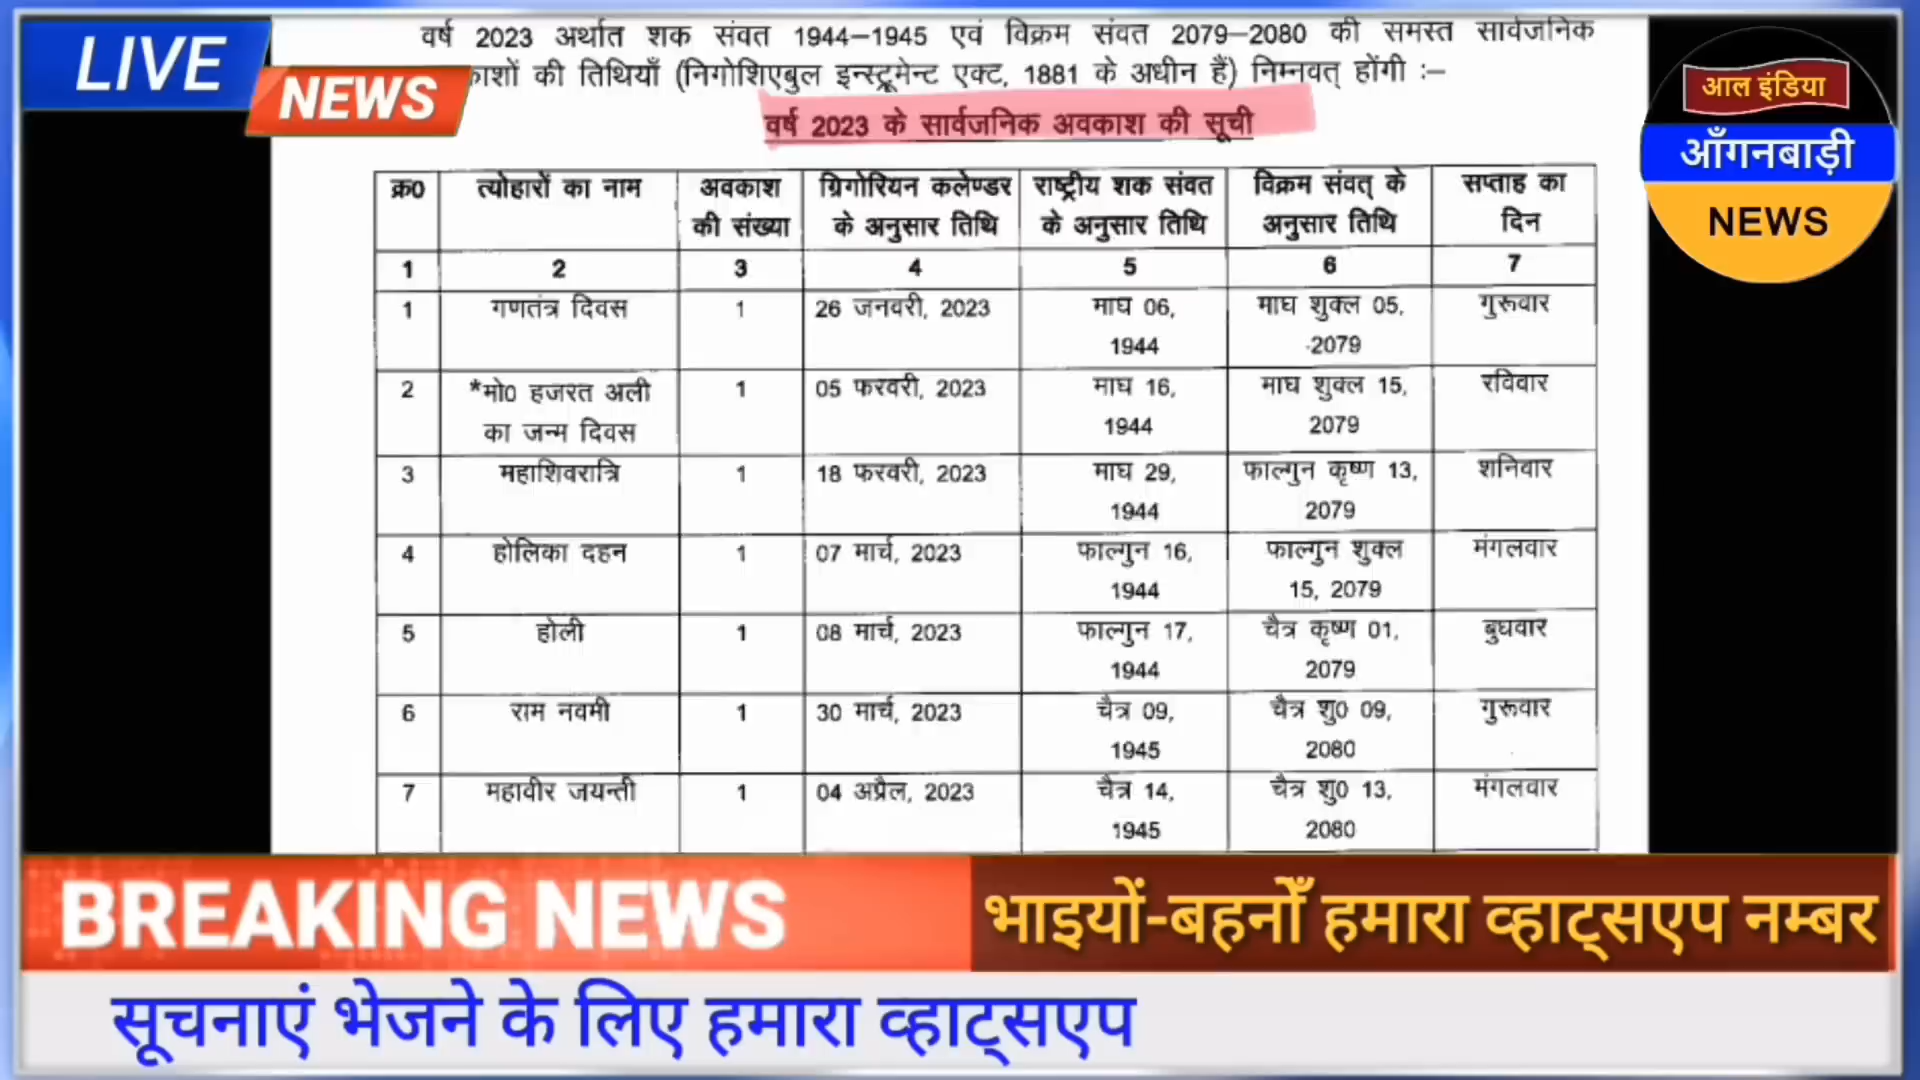 LIVE
NEWS
वर्ष 2023 अर्थात शक संवत 1944–1945 एवं विक्रम संवत 2079–2080 की समस्त सार्वजनिक
की तिथियाँ (निगोशिएबुल इन्स्ट्रूमेन्ट एक्ट, 1881 के अधीन हैं) निम्नवत् होंगी :–
वर्ष 2023 के सार्वजनिक अवकाश की सूची
आल इंडिया
आँगनबाड़ी
NEWS
क्र0 त्योहारों का नाम अवकाश की संख्या ग्रिगोरियन कलेण्डर के अनुसार तिथि राष्ट्रीय शक संवत के अनुसार तिथि विक्रम संवत् के अनुसार तिथि सप्ताह का दिन
1 2 3 4 5 6 7
1 गणतंत्र दिवस 1 26 जनवरी, 2023 माघ 06, 1944 माघ शुक्ल 05, 2079 गुरूवार
2 *मो0 हजरत अली का जन्म दिवस 1 05 फरवरी, 2023 माघ 16, 1944 माघ शुक्ल 15, 2079 रविवार
3 महाशिवरात्रि 1 18 फरवरी, 2023 माघ 29, 1944 फाल्गुन कृष्ण 13, 2079 शनिवार
4 होलिका दहन 1 07 मार्च, 2023 फाल्गुन 16, 1944 फाल्गुन शुक्ल 15, 2079 मंगलवार
5 होली 1 08 मार्च, 2023 फाल्गुन 17, 1944 चैत्र कृष्ण 01, 2079 बुधवार
6 राम नवमी 1 30 मार्च, 2023 चैत्र 09, 1945 चैत्र शु0 09, 2080 गुरूवार
7 महावीर जयन्ती 1 04 अप्रैल, 2023 चैत्र 14, 1945 चैत्र शु0 13, 2080 मंगलवार
BREAKING NEWS
भाइयों-बहनोँ हमारा व्हाट्सएप नम्बर
सूचनाएं भेजने के लिए हमारा व्हाट्सएप